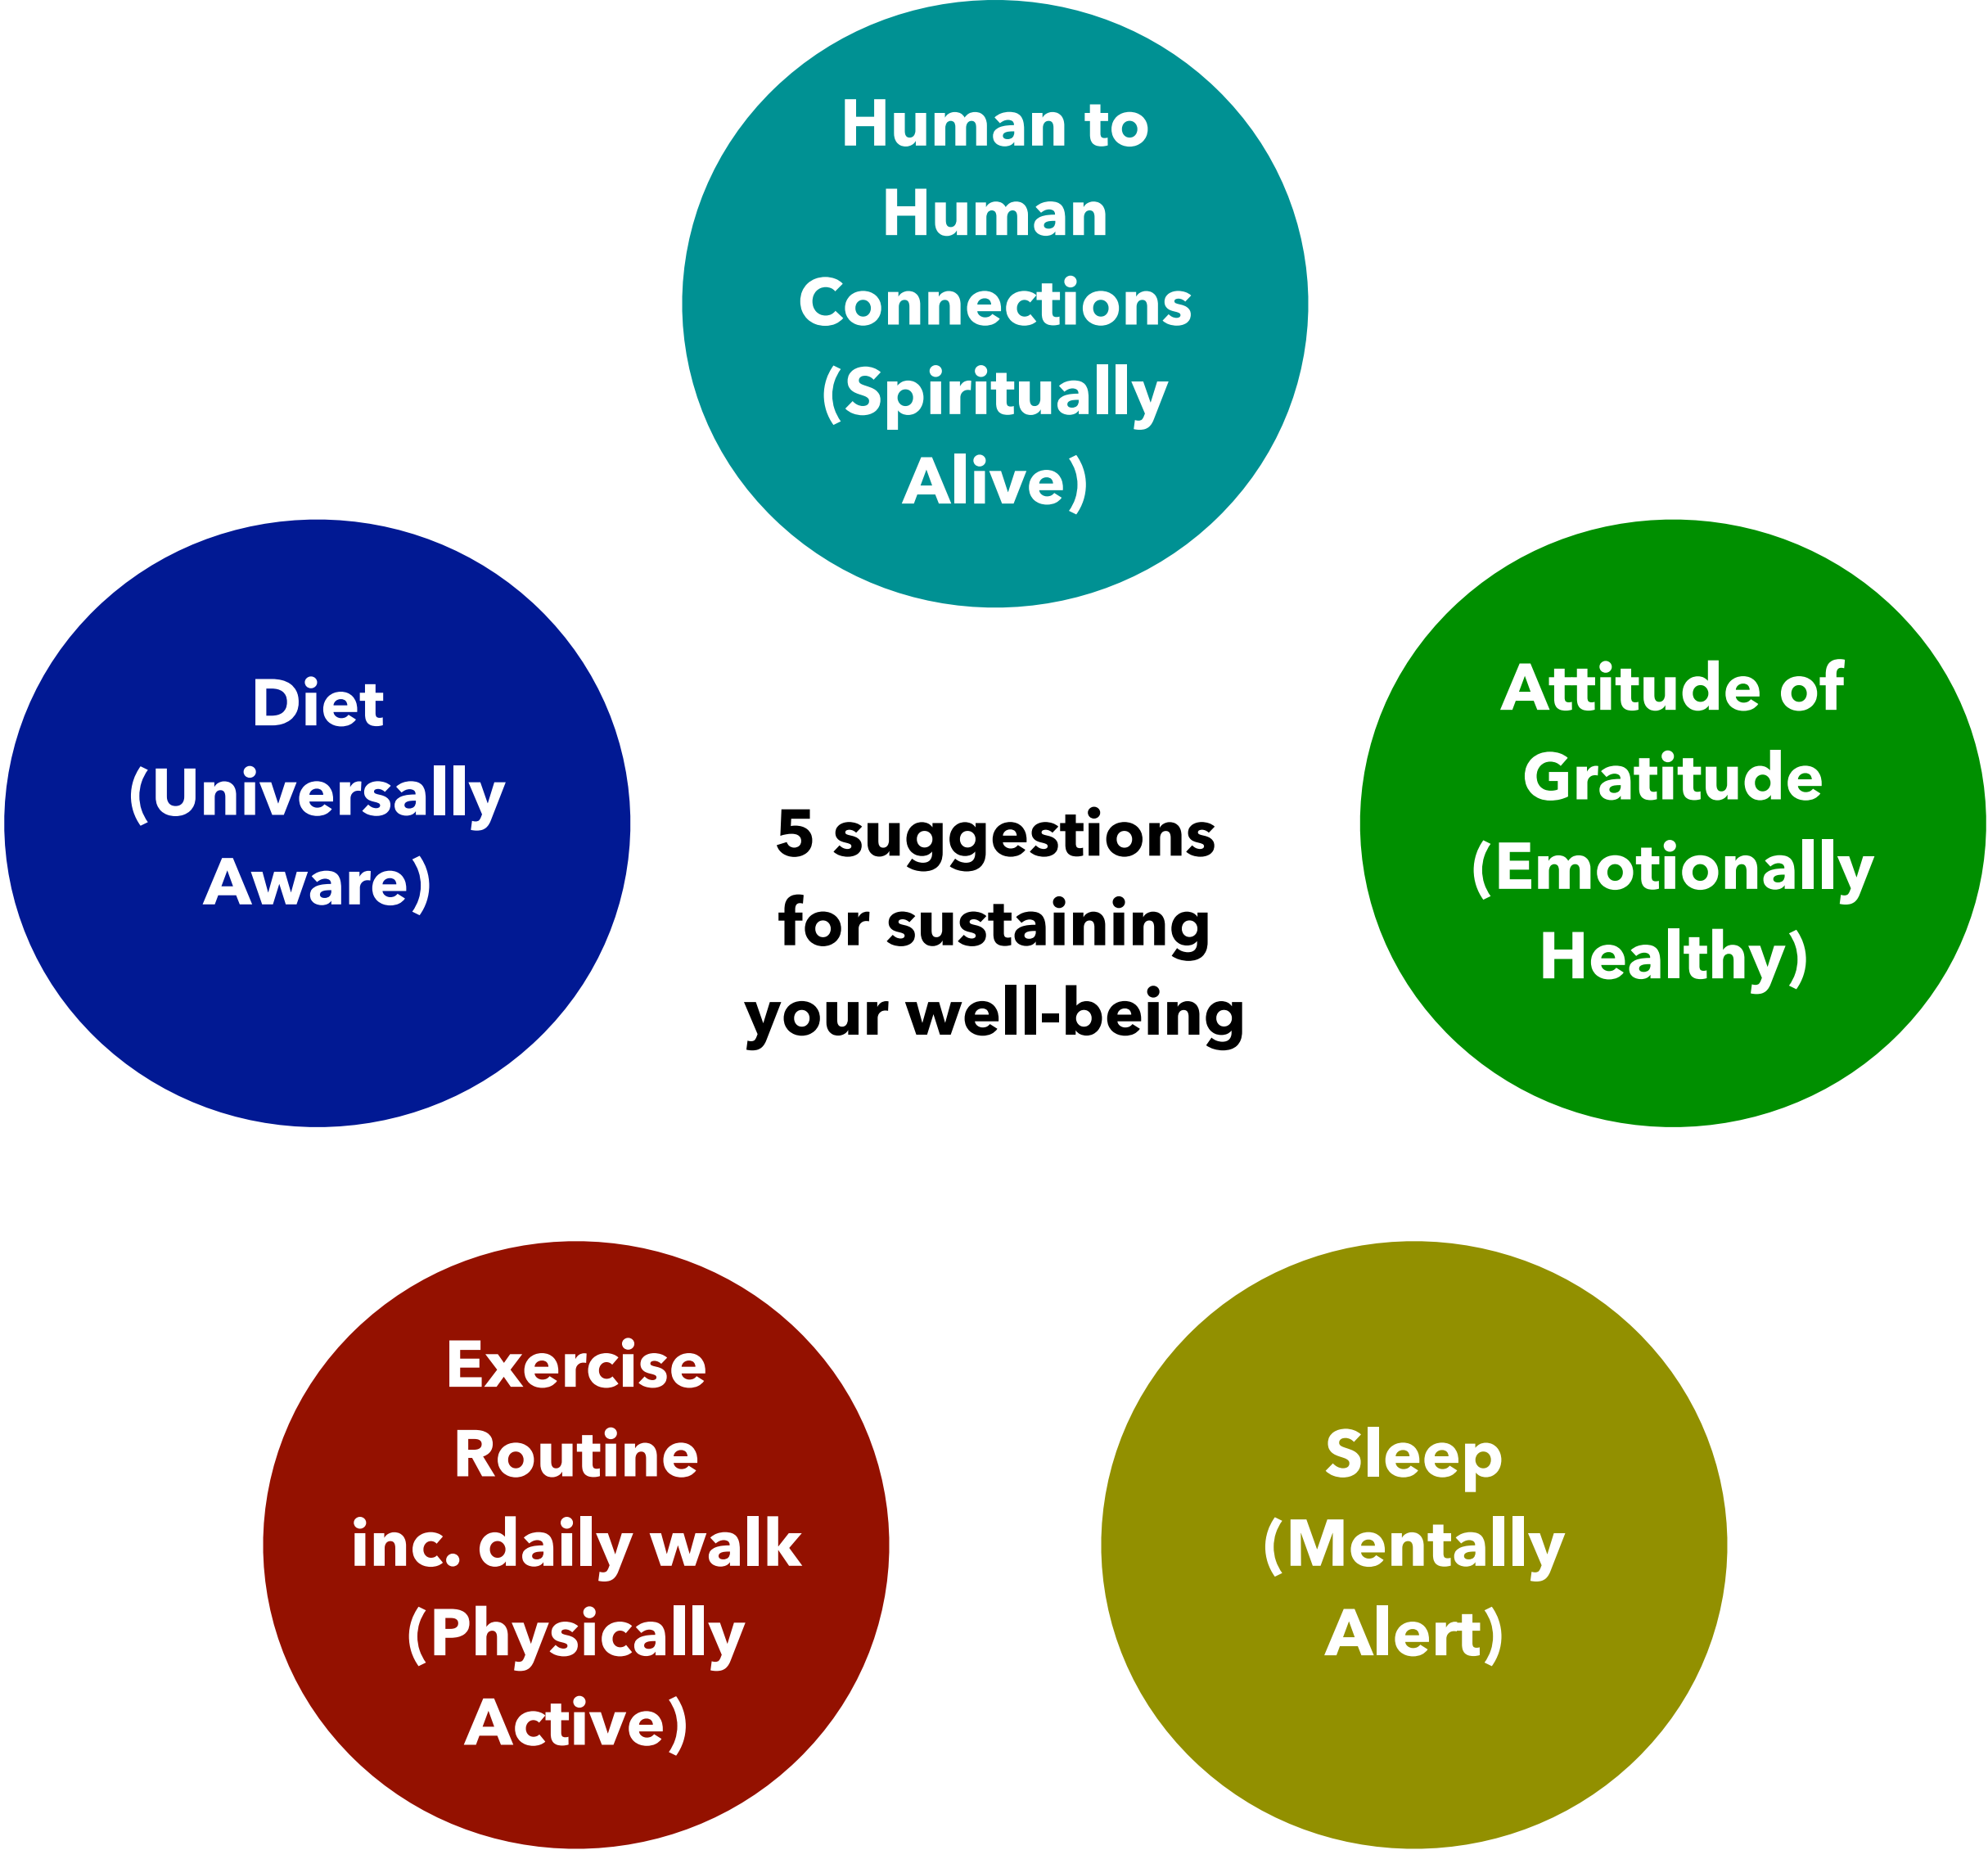 Human to
Human
Connections
(Spiritually
Alive)
Diet
(Universally
Aware)
5 suggestions
for sustaining
your well-being
Attitude of
Gratitude
(Emotionally
Healthy)
Exercise
Routine
inc. daily walk
(Physically
Active)
Sleep
(Mentally
Alert)